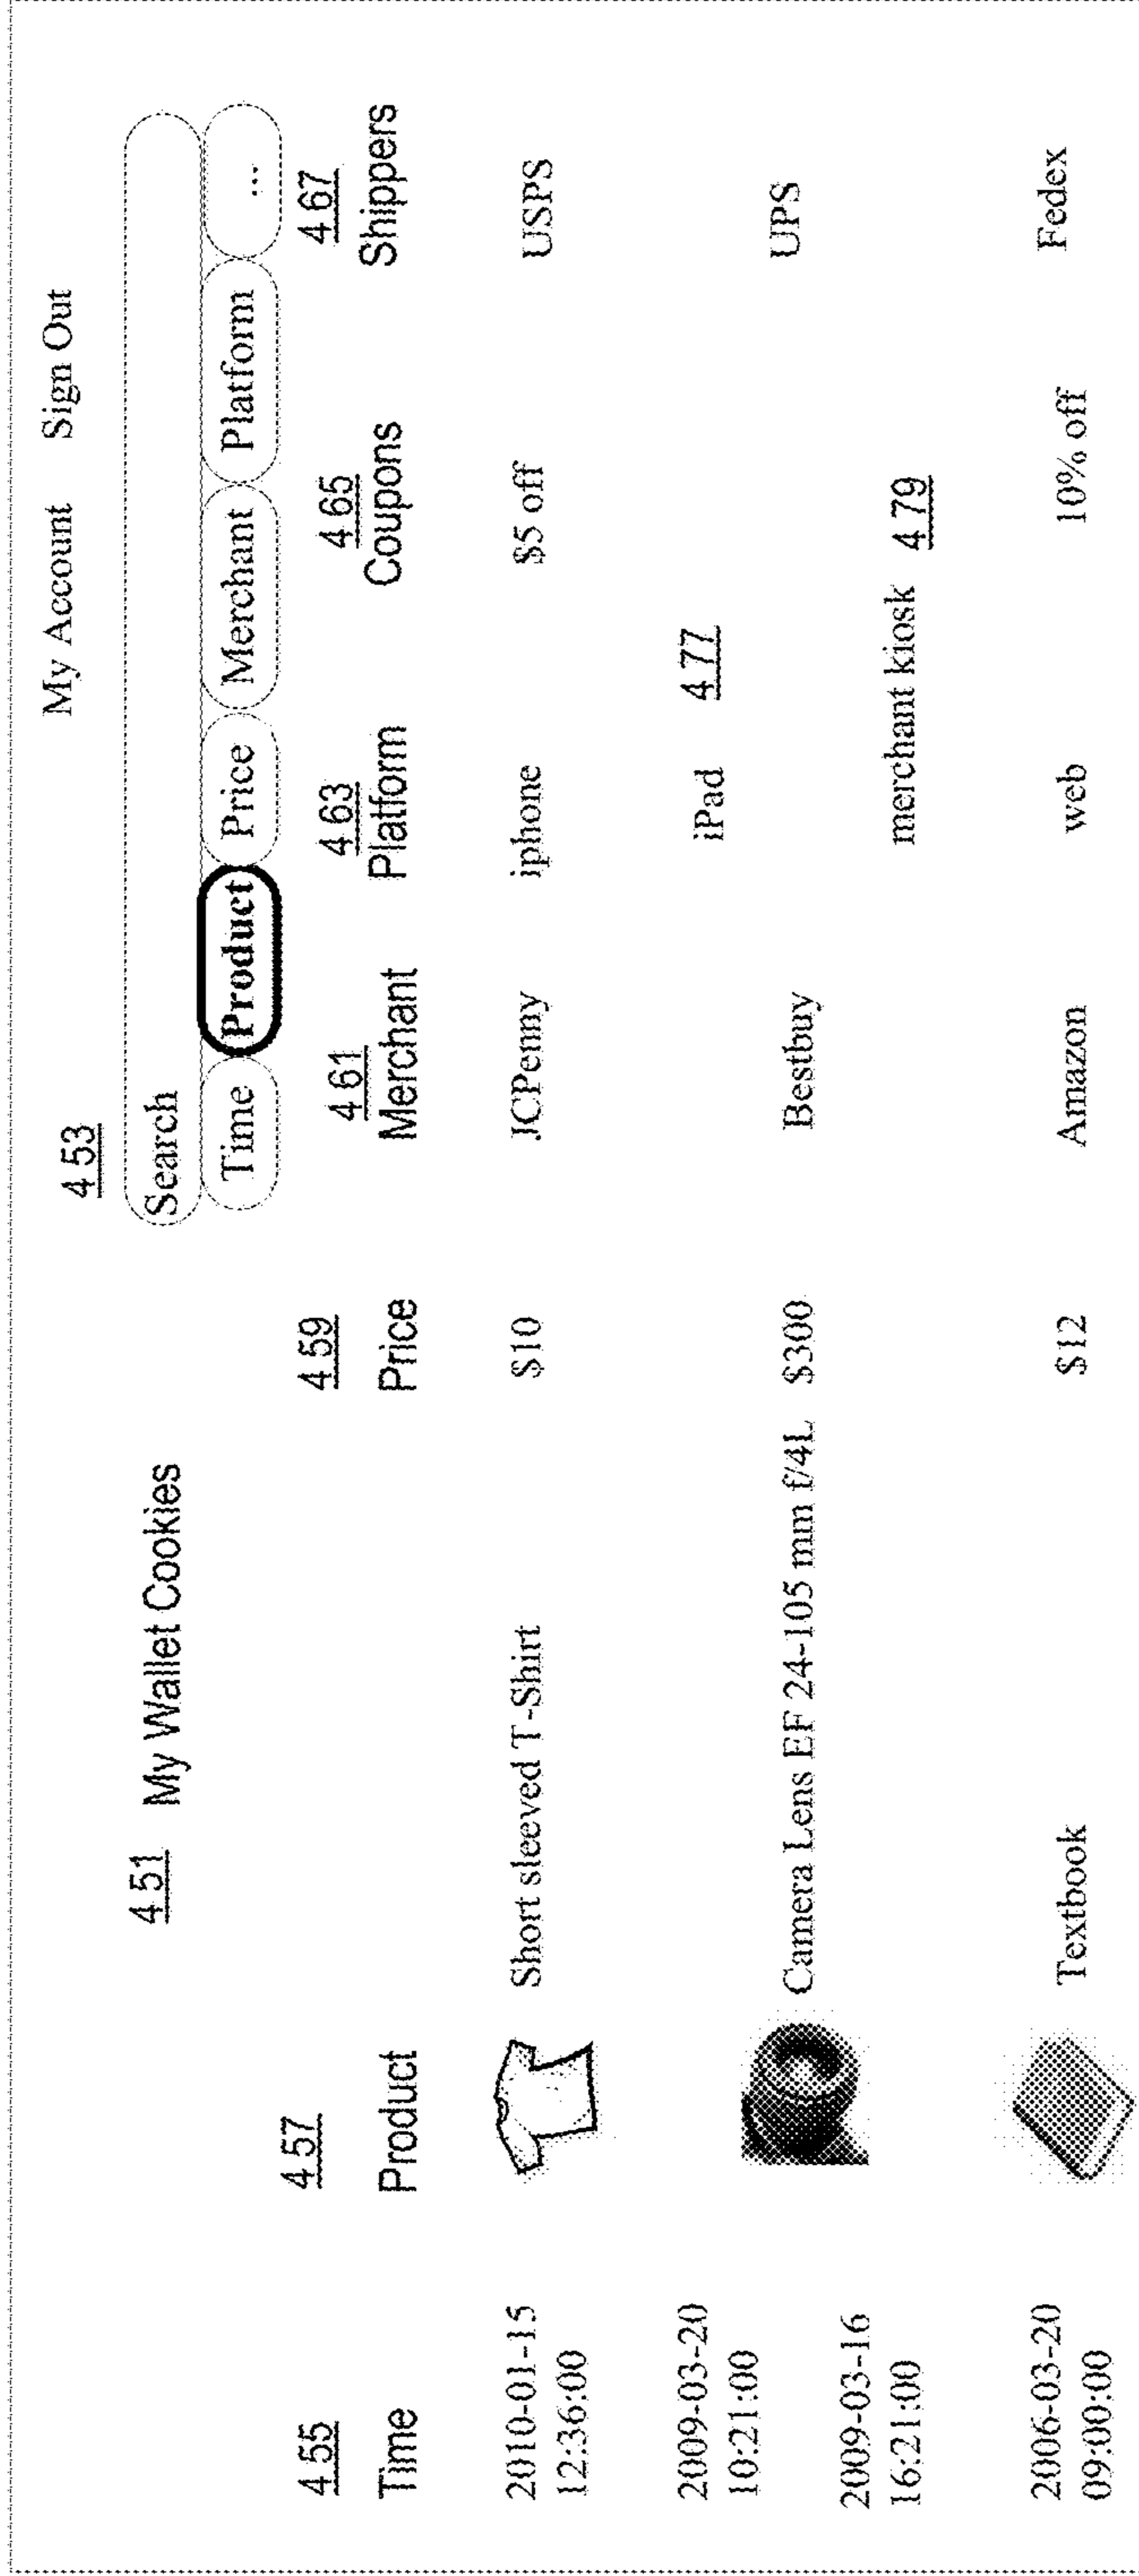 My Account Sign Out
4 53
4 51 My Wallet Cookies
Search
Time Product Price Merchant Platform ...
4 55 4 57 4 59 4 61 4 63 4 65 4 67
Time Product Price Merchant Platform Coupons Shippers
2010-01-15 Short sleeved T-Shirt $10 JCPenny iphone $5 off USPS
12:36:00
2009-03-20 iPad 4 77
10:21:00
Camera Lens EF 24-105 mm f/4L $300 Bestbuy UPS
2009-03-16 merchant kiosk 4 79
16:21:00
2006-03-20 Textbook $12 Amazon web 10% off Fedex
09:00:00